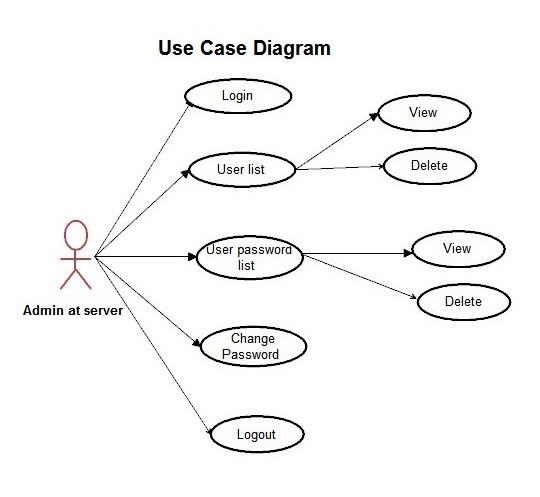 Use Case Diagram
Login
View
User list
Delete
User password
list
View
Delete
Admin at server
Change
Password
Logout